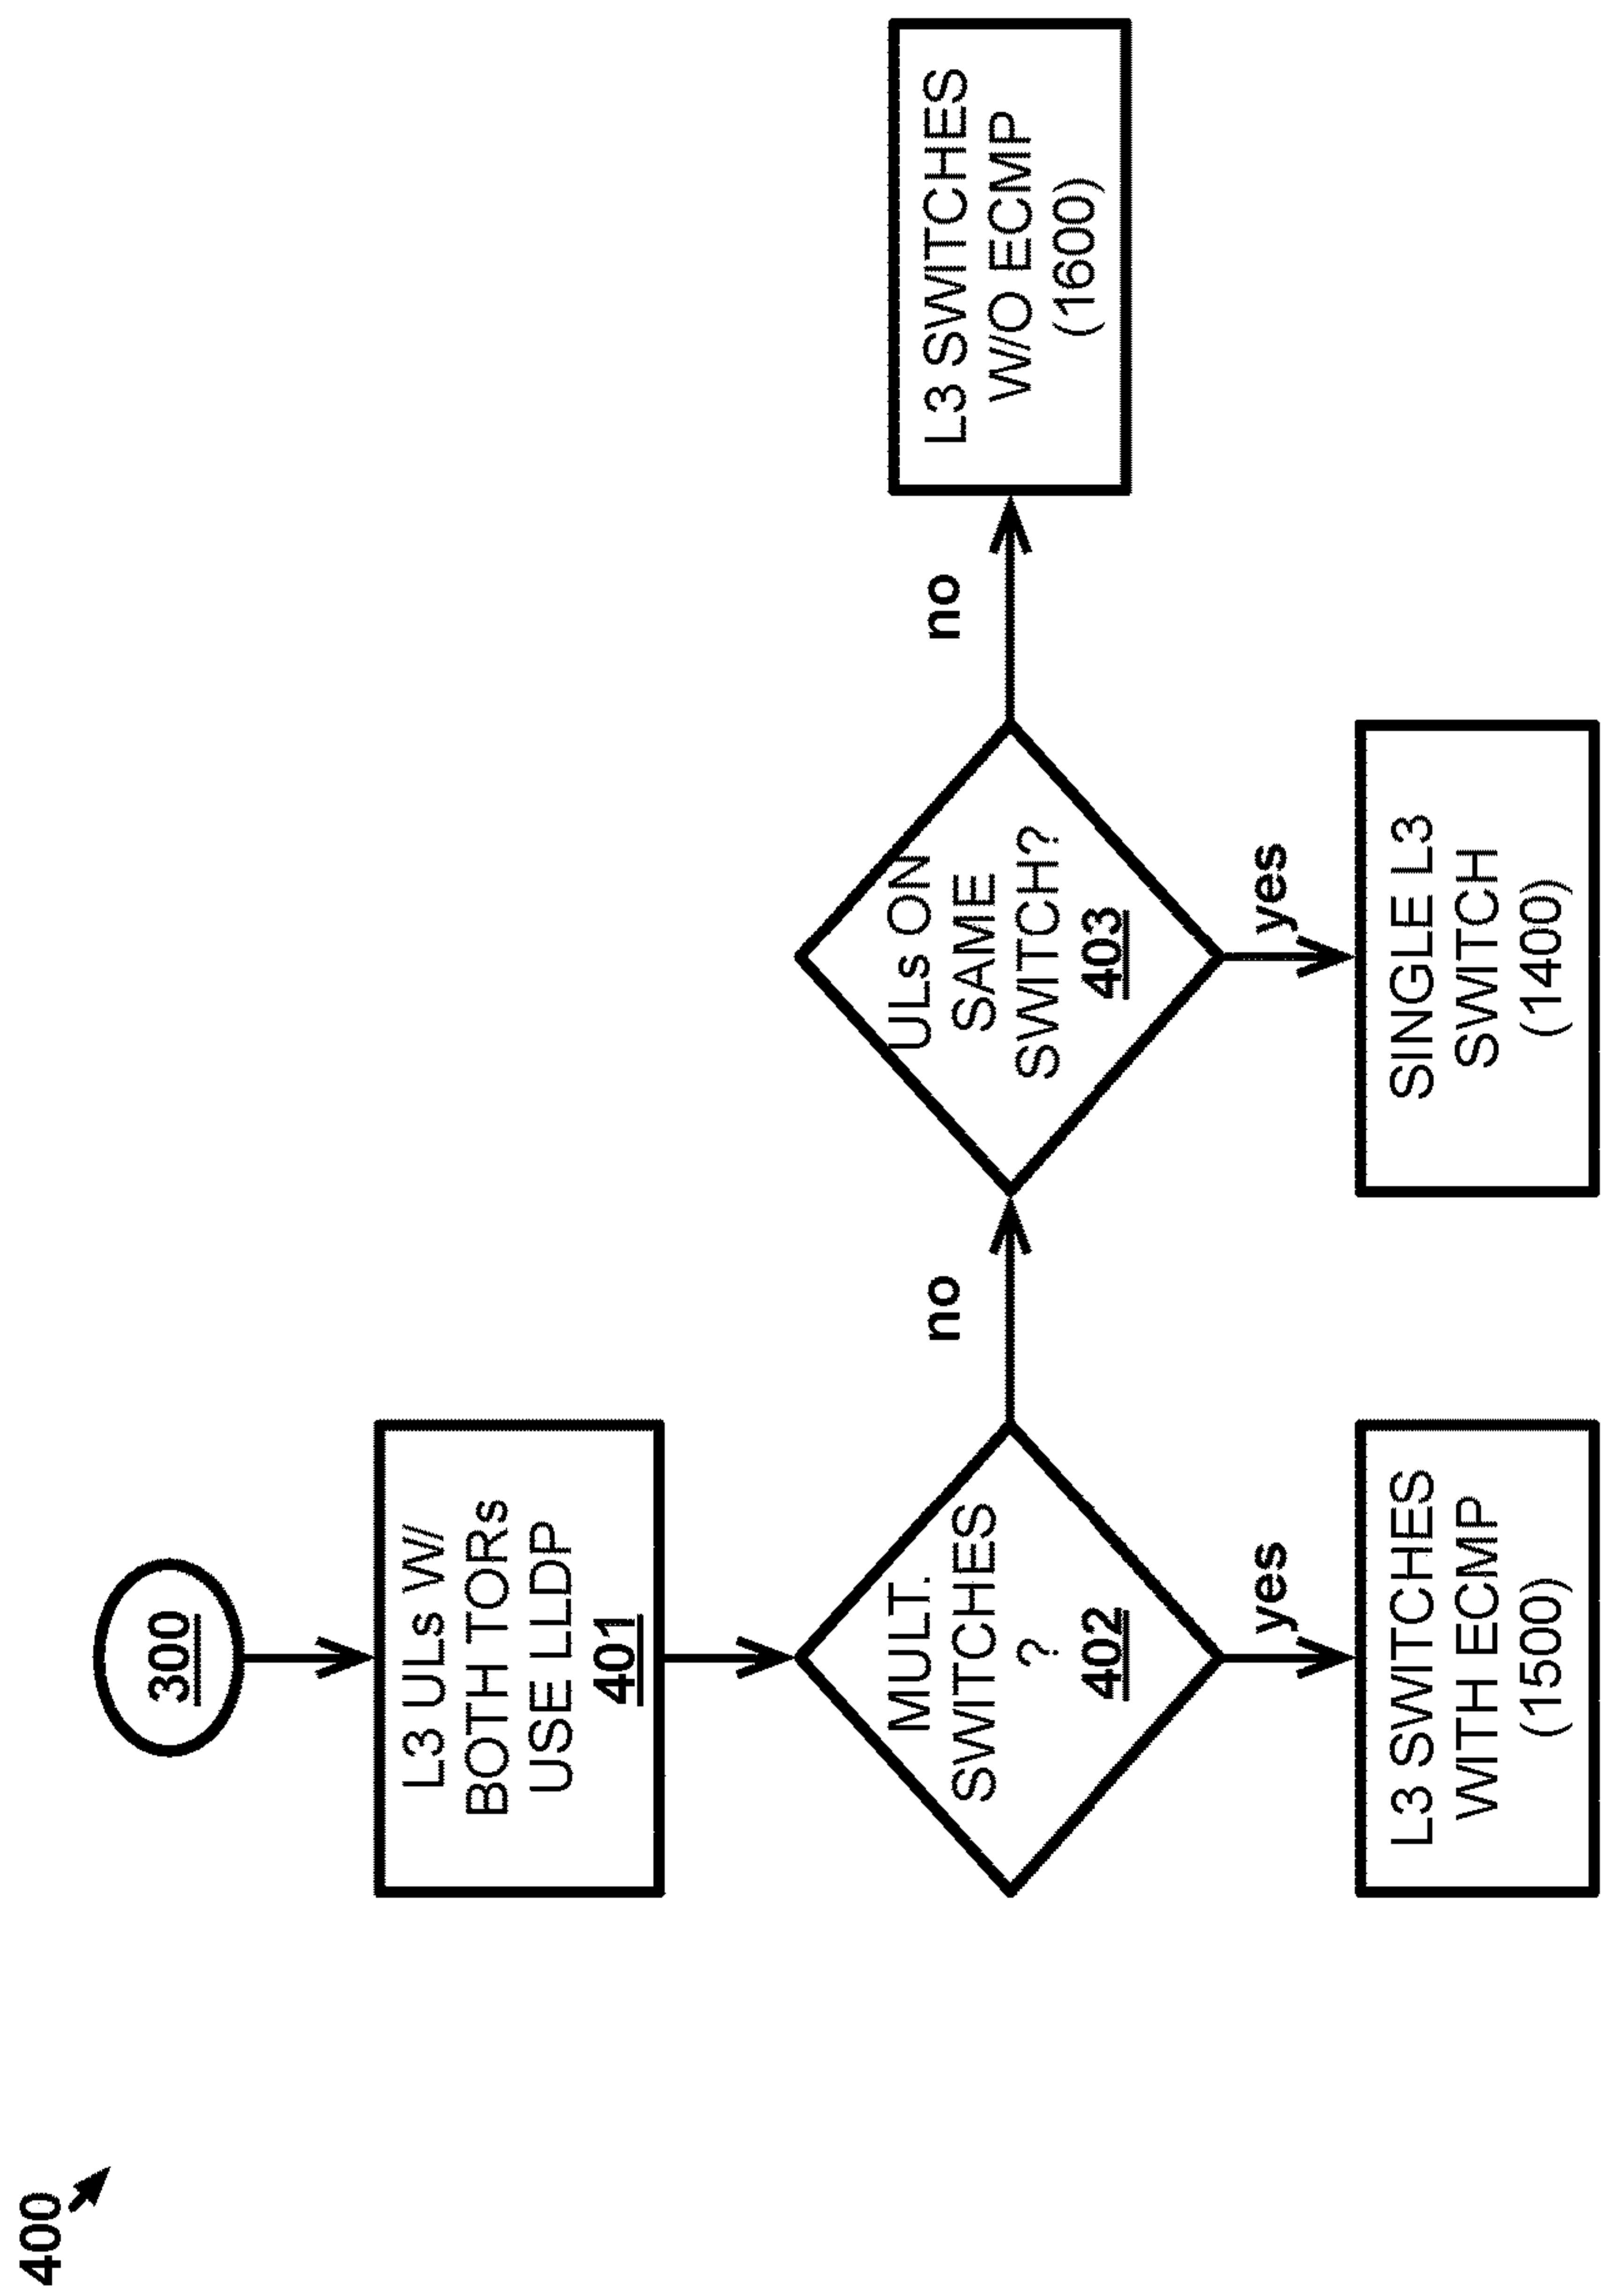 400
300
L3 ULs W/
BOTH TORs
USE LLDP
401
MULT.
SWITCHES
?
402
no
yes
L3 SWITCHES
WITH ECMP
(1500)
ULs ON
SAME
SWITCH?
403
no
yes
SINGLE L3
SWITCH
(1400)
L3 SWITCHES
W/O ECMP
(1600)